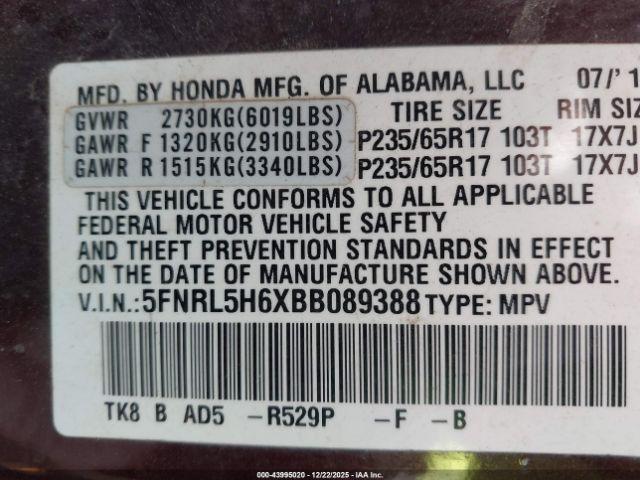 MFD. BY HONDA MFG. OF ALABAMA, LLC 07/'1
GVWR 2730KG(6019LBS) TIRE SIZE RIM SIZ
GAWR F 1320KG(2910LBS) P235/65R17 103T 17X7J
GAWR R 1515KG(3340LBS) P235/65R17 103T 17X7J
THIS VEHICLE CONFORMS TO ALL APPLICABLE
FEDERAL MOTOR VEHICLE SAFETY
AND THEFT PREVENTION STANDARDS IN EFFECT
ON THE DATE OF MANUFACTURE SHOWN ABOVE.
V.I.N.:5FNRL5H6XBB089388 TYPE: MPV
TK8 B AD5 -R529P -F -B
000-43995020 - 12/22/2025 - IAA Inc.